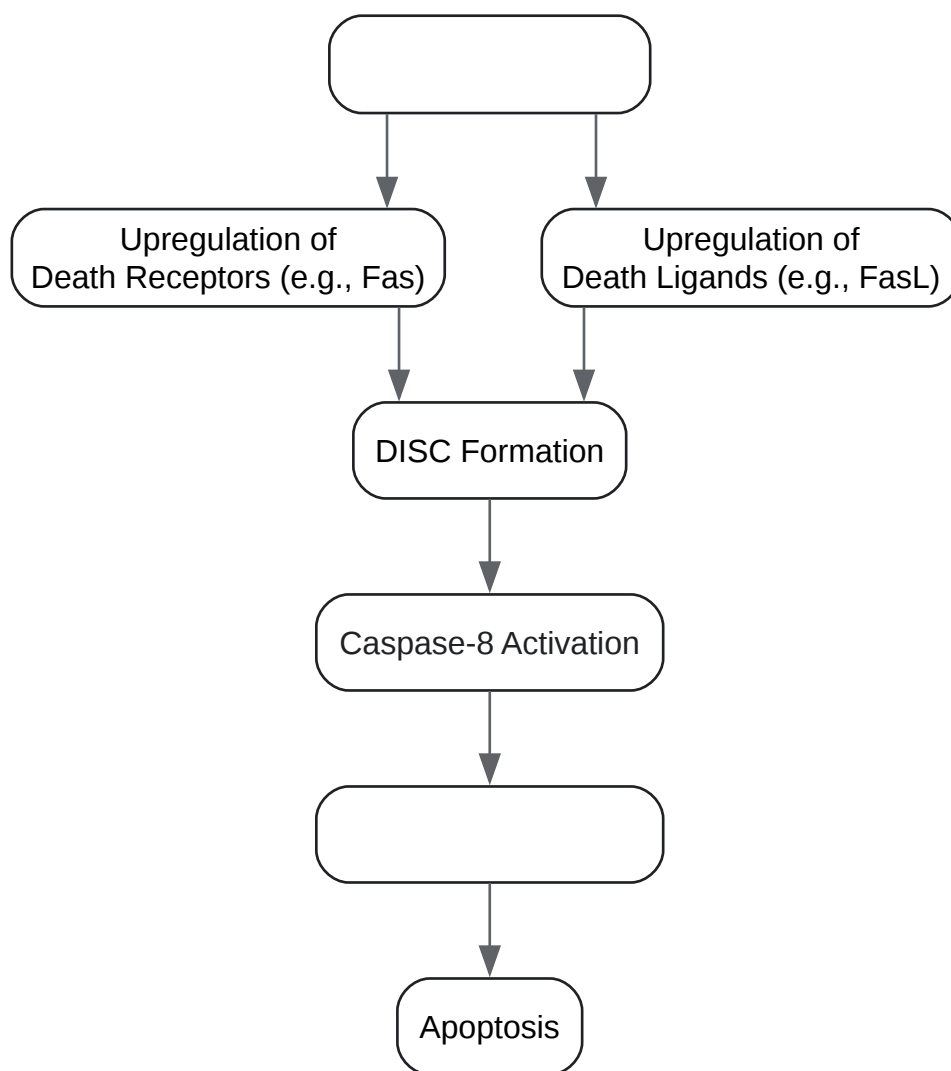 Upregulation of
Death Receptors (e.g., Fas)
Upregulation of
Death Ligands (e.g., FasL)
DISC Formation
Caspase-8 Activation
Apoptosis